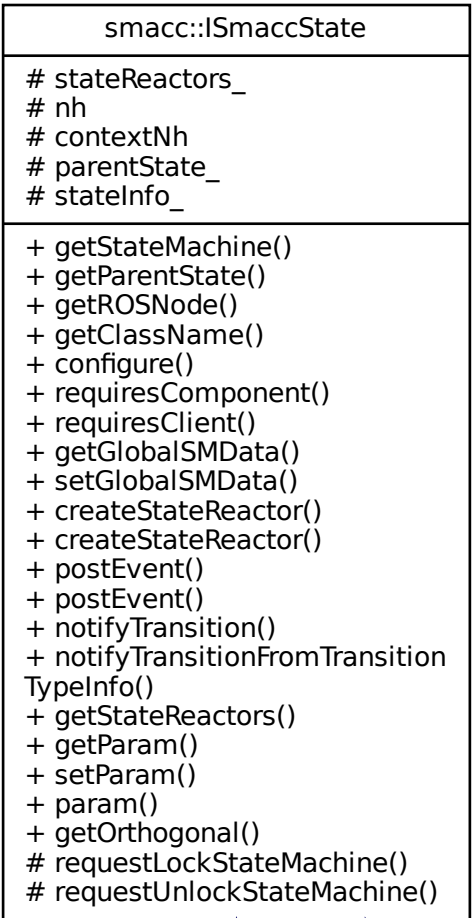 smacc::ISmaccState
# stateReactors_
# nh
# contextNh
# parentState_
# stateInfo_
+ getStateMachine()
+ getParentState()
+ getROSNode()
+ getClassName()
+ configure()
+ requiresComponent()
+ requiresClient()
+ getGlobalSMData()
+ setGlobalSMData()
+ createStateReactor()
+ createStateReactor()
+ postEvent()
+ postEvent()
+ notifyTransition()
+ notifyTransitionFromTransition
TypeInfo()
+ getStateReactors()
+ getParam()
+ setParam()
+ param()
+ getOrthogonal()
# requestLockStateMachine()
# requestUnlockStateMachine()